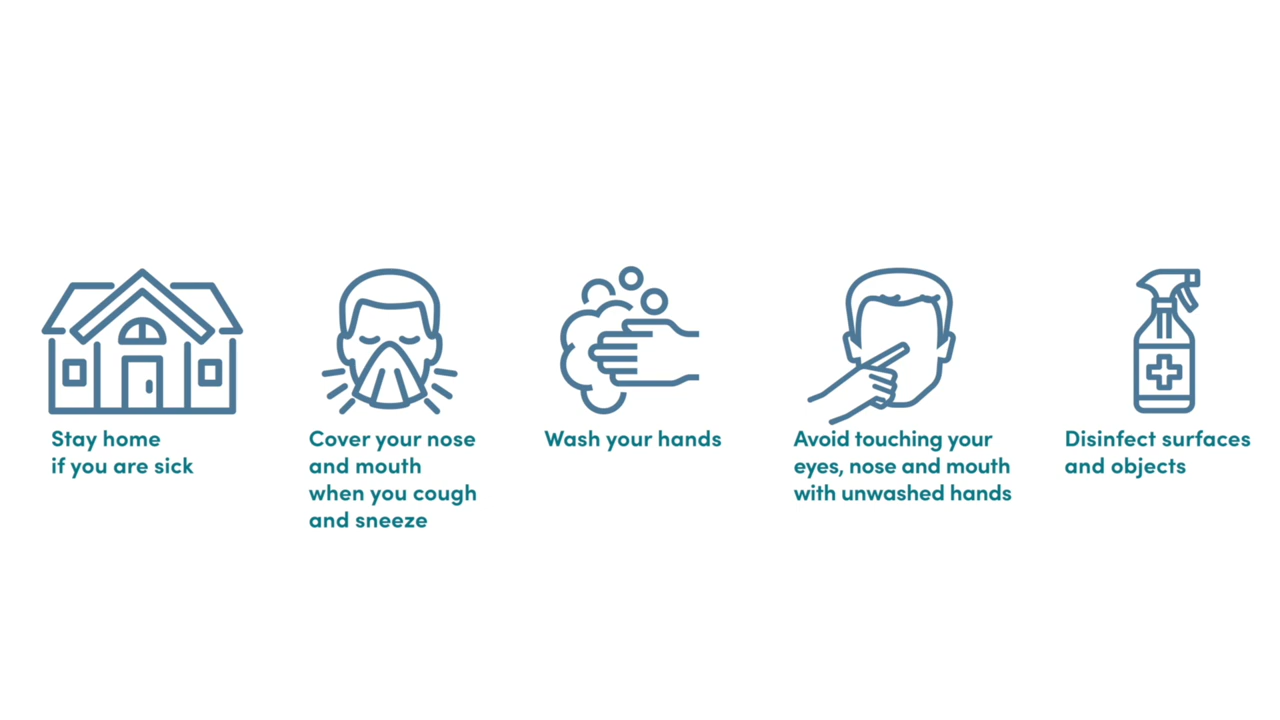 Stay home
if you are sick
Cover your nose
and mouth
when you cough
and sneeze
Wash your hands
Avoid touching your
eyes, nose and mouth
with unwashed hands
Disinfect surfaces
and objects